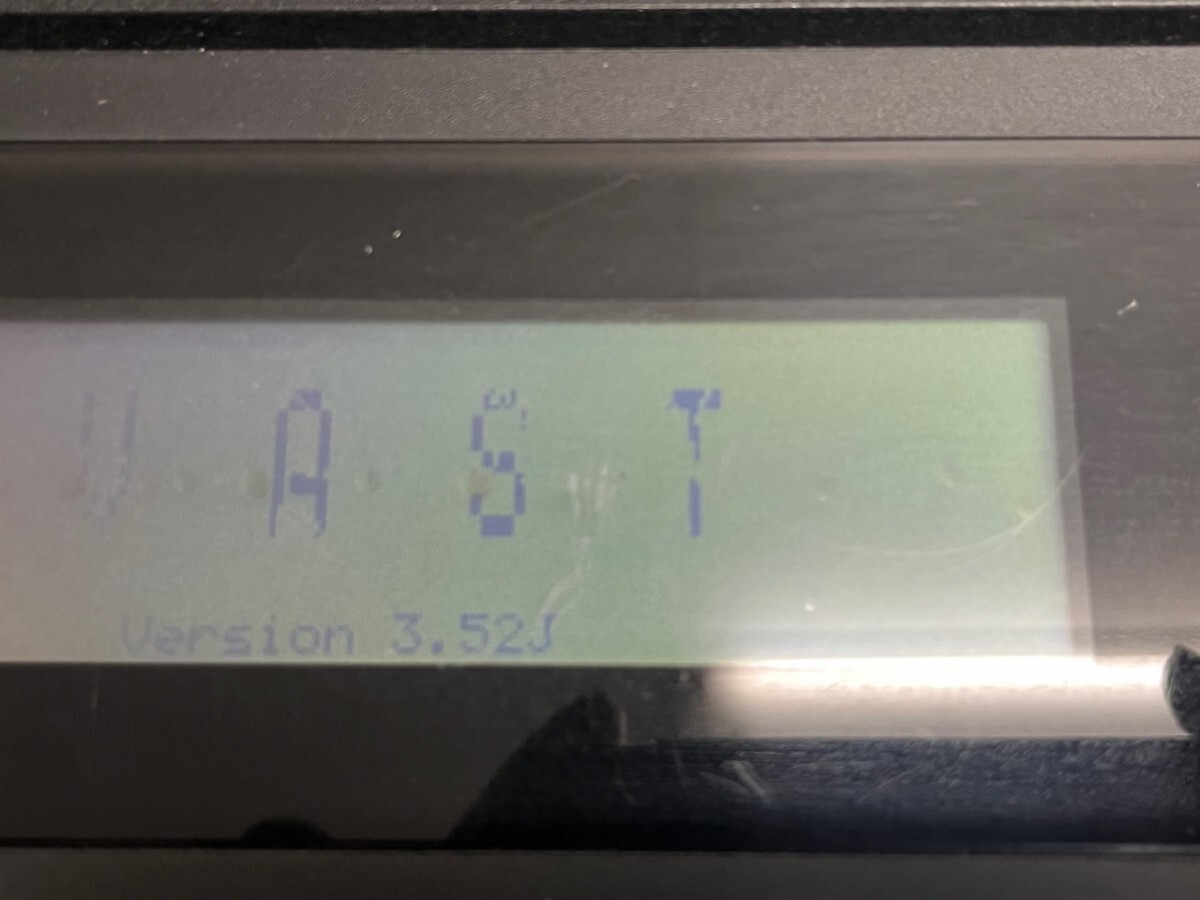 V A S T
Version 3.52J